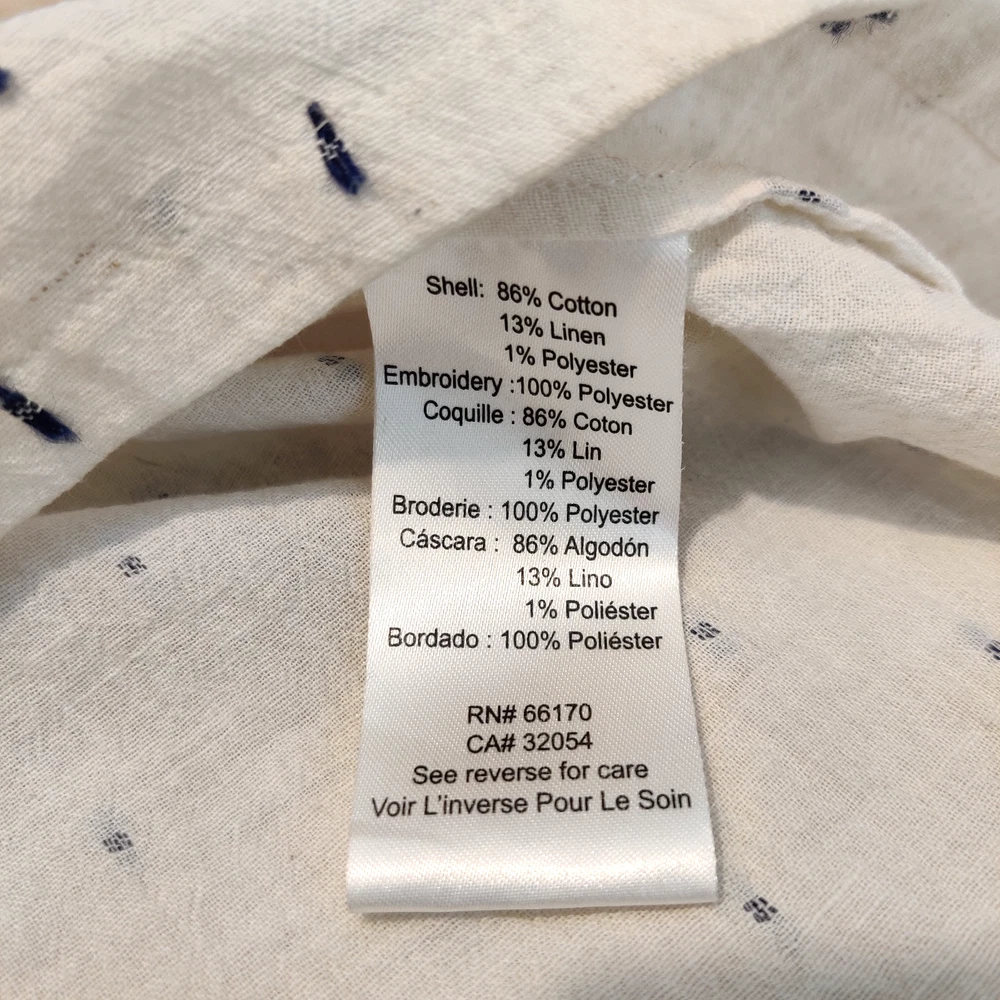 Shell: 86% Cotton
13% Linen
1% Polyester
Embroidery :100% Polyester
Coquille : 86% Coton
13% Lin
1% Polyester
Broderie : 100% Polyester
Cáscara : 86% Algodón
13% Lino
1% Poliéster
Bordado : 100% Poliéster
RN# 66170
CA# 32054
See reverse for care
Voir L'inverse Pour Le Soin